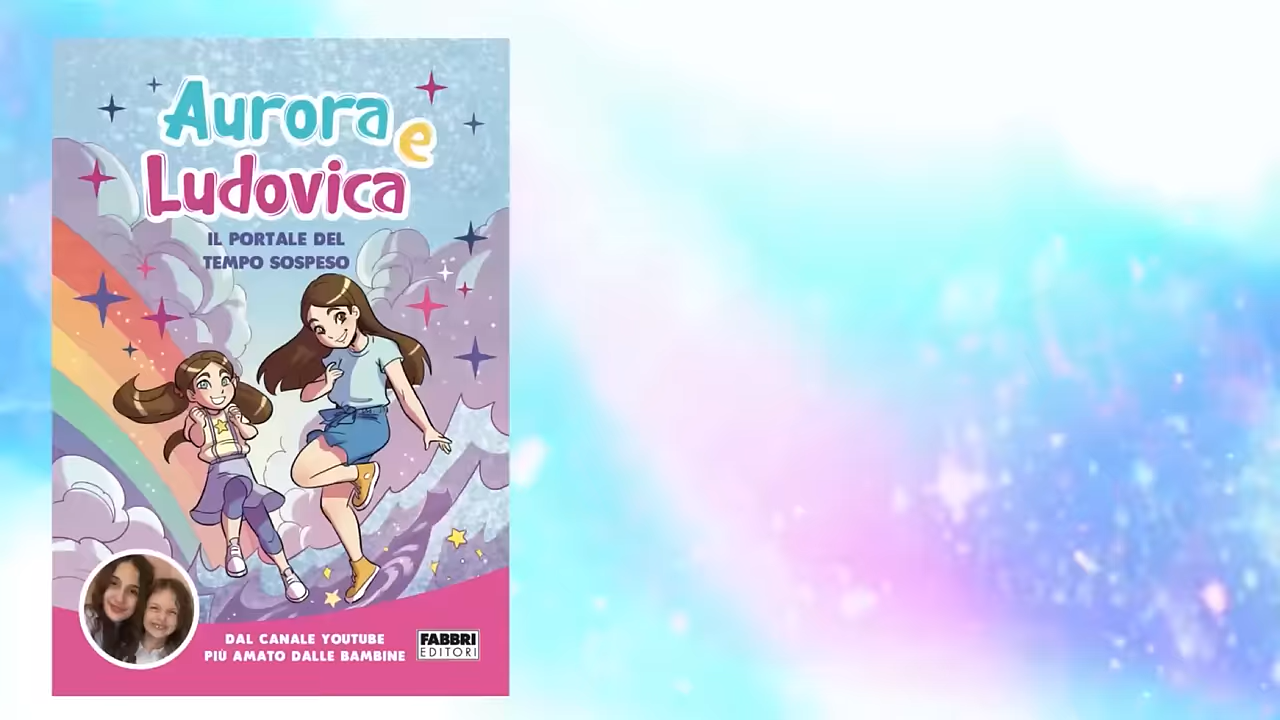 Aurora e
Ludovica
IL PORTALE DEL
TEMPO SOSPESO
DAL CANALE YOUTUBE
PIÙ AMATO DALLE BAMBINE
FABBRI
EDITORI